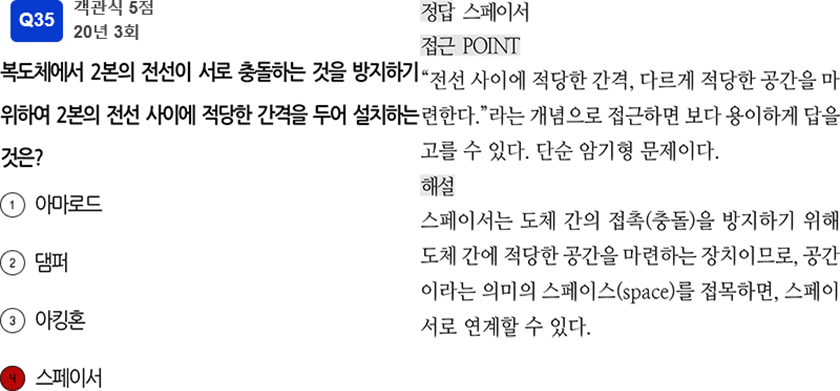 Q35
객관식 5점
20년 3회
복도체에서 2본의 전선이 서로 충돌하는 것을 방지하기
위하여 2본의 전선 사이에 적당한 간격을 두어 설치하는
것은?
① 아마로드
② 댐퍼
③ 아킹혼
④ 스페이서
정답 스페이서
접근 POINT
“전선 사이에 적당한 간격, 다르게 적당한 공간을 마
련한다.”라는 개념으로 접근하면 보다 용이하게 답을
고를 수 있다. 단순 암기형 문제이다.
해설
스페이서는 도체 간의 접촉(충돌)을 방지하기 위해
도체 간에 적당한 공간을 마련하는 장치이므로, 공간
이라는 의미의 스페이스(space)를 접목하면, 스페이
서로 연계할 수 있다.